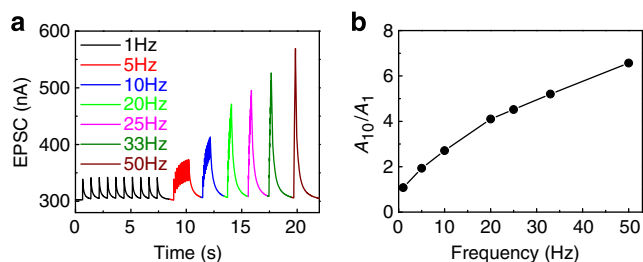 a
600
500
400
300
EPSC (nA)
1Hz
5Hz
10Hz
20Hz
25Hz
33Hz
50Hz
0 5 10 15 20
Time (s)
b
8
6
4
2
0
A10/A1
0 10 20 30 40 50
Frequency (Hz)